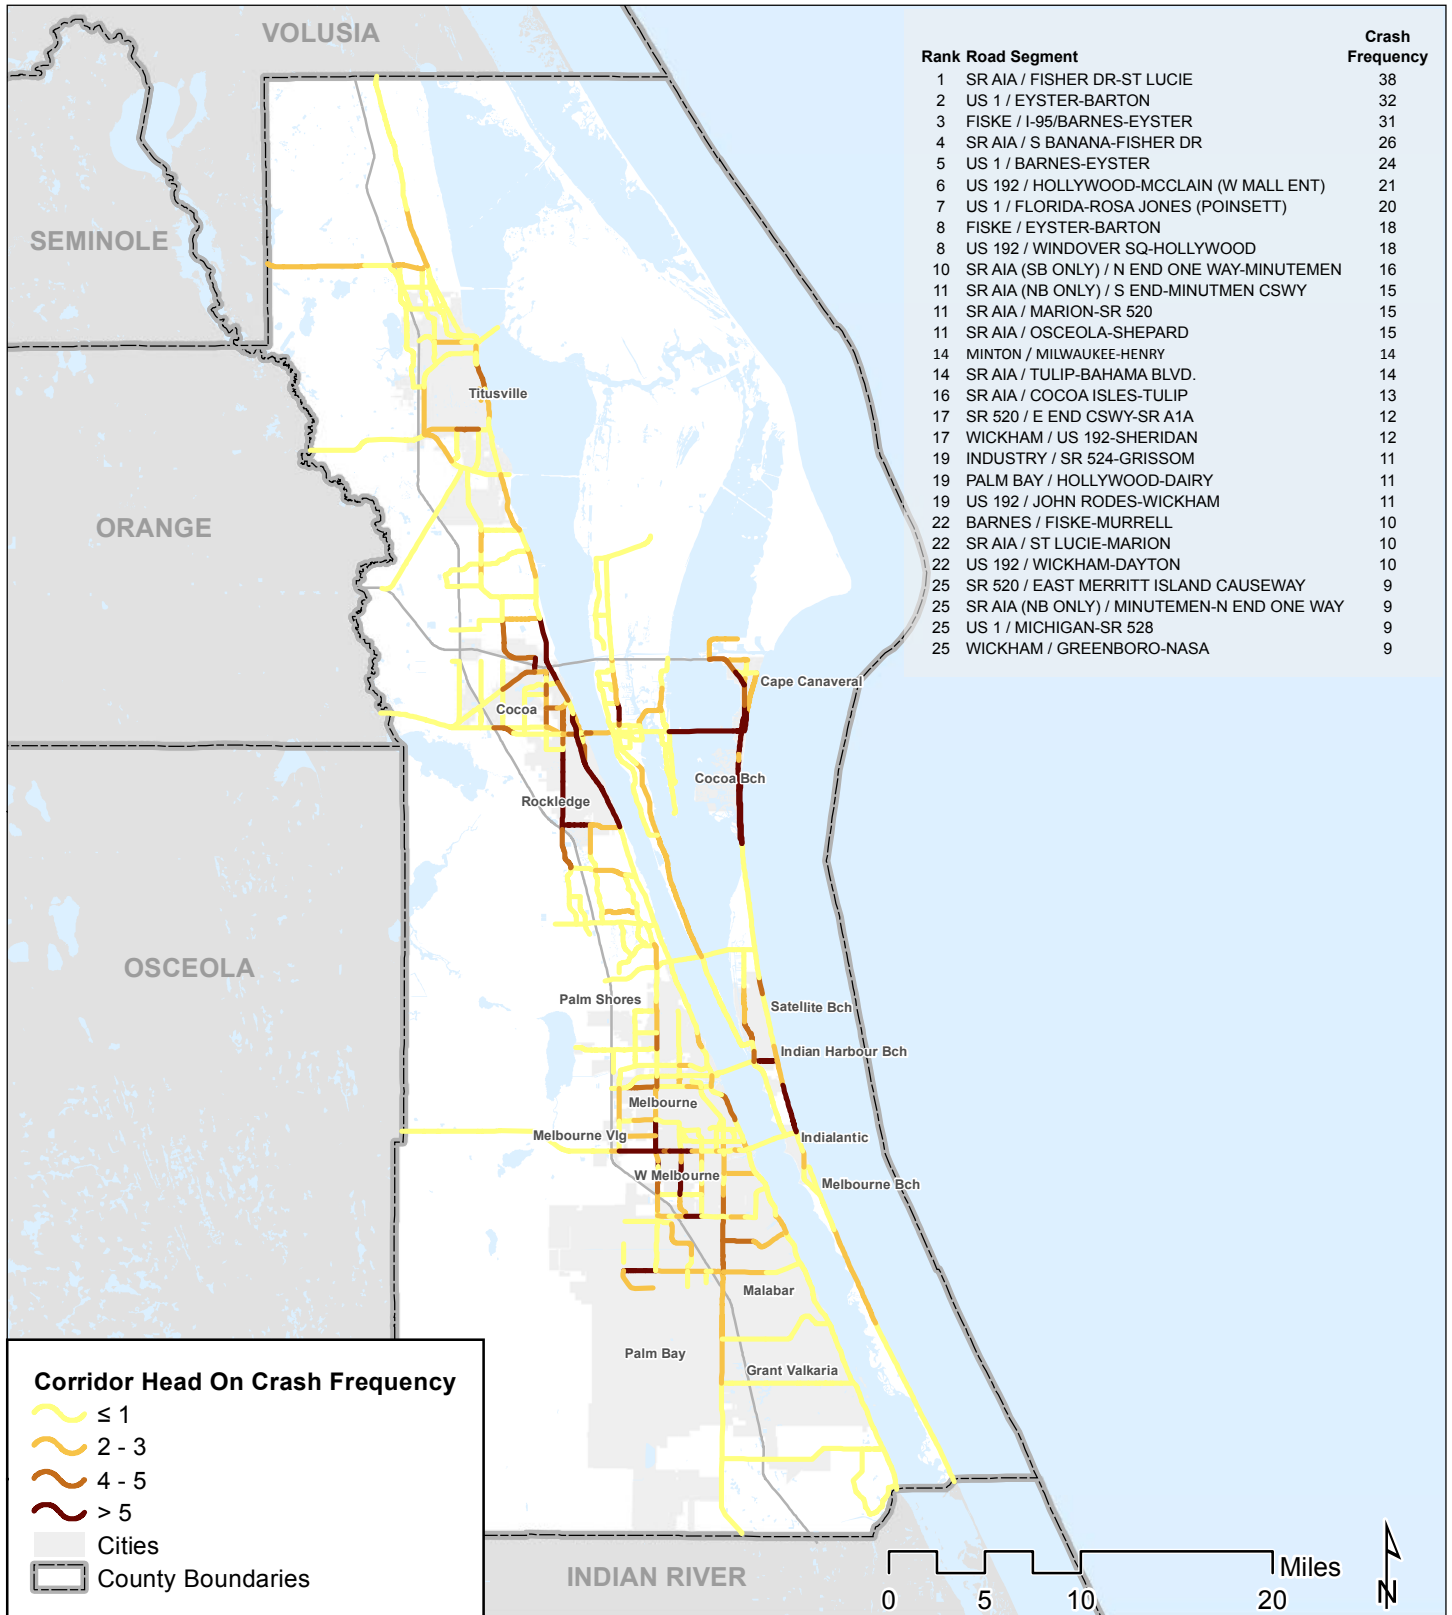 VOLUSIA
SEMINOLE
ORANGE
OSCEOLA
INDIAN RIVER
Crash
Rank Road Segment Frequency
1 SR AIA / FISHER DR-ST LUCIE 38
2 US 1 / EYSTER-BARTON 32
3 FISKE / I-95/BARNES-EYSTER 31
4 SR AIA / S BANANA-FISHER DR 26
5 US 1 / BARNES-EYSTER 24
6 US 192 / HOLLYWOOD-MCCLAIN (W MALL ENT) 21
7 US 1 / FLORIDA-ROSA JONES (POINSETT) 20
8 FISKE / EYSTER-BARTON 18
8 US 192 / WINDOVER SQ-HOLLYWOOD 18
10 SR AIA (SB ONLY) / N END ONE WAY-MINUTEMEN 16
11 SR AIA (NB ONLY) / S END-MINUTMEN CSWY 15
11 SR AIA / MARION-SR 520 15
11 SR AIA / OSCEOLA-SHEPARD 15
14 MINTON / MILWAUKEE-HENRY 14
14 SR AIA / TULIP-BAHAMA BLVD. 14
16 SR AIA / COCOA ISLES-TULIP 13
17 SR 520 / E END CSWY-SR A1A 12
17 WICKHAM / US 192-SHERIDAN 12
19 INDUSTRY / SR 524-GRISSOM 11
19 PALM BAY / HOLLYWOOD-DAIRY 11
19 US 192 / JOHN RODES-WICKHAM 11
22 BARNES / FISKE-MURRELL 10
22 SR AIA / ST LUCIE-MARION 10
22 US 192 / WICKHAM-DAYTON 10
25 SR 520 / EAST MERRITT ISLAND CAUSEWAY 9
25 SR AIA (NB ONLY) / MINUTEMEN-N END ONE WAY 9
25 US 1 / MICHIGAN-SR 528 9
25 WICKHAM / GREENBORO-NASA 9
Titusville
Cape Canaveral
Cocoa
Cocoa Bch
Rockledge
Palm Shores
Satellite Bch
Indian Harbour Bch
Melbourne
Melbourne Vlg
Indialantic
W Melbourne
Melbourne Bch
Malabar
Palm Bay
Grant Valkaria
Corridor Head On Crash Frequency
≤ 1
2 - 3
4 - 5
> 5
Cities
County Boundaries
Miles
0 5 10 20
N